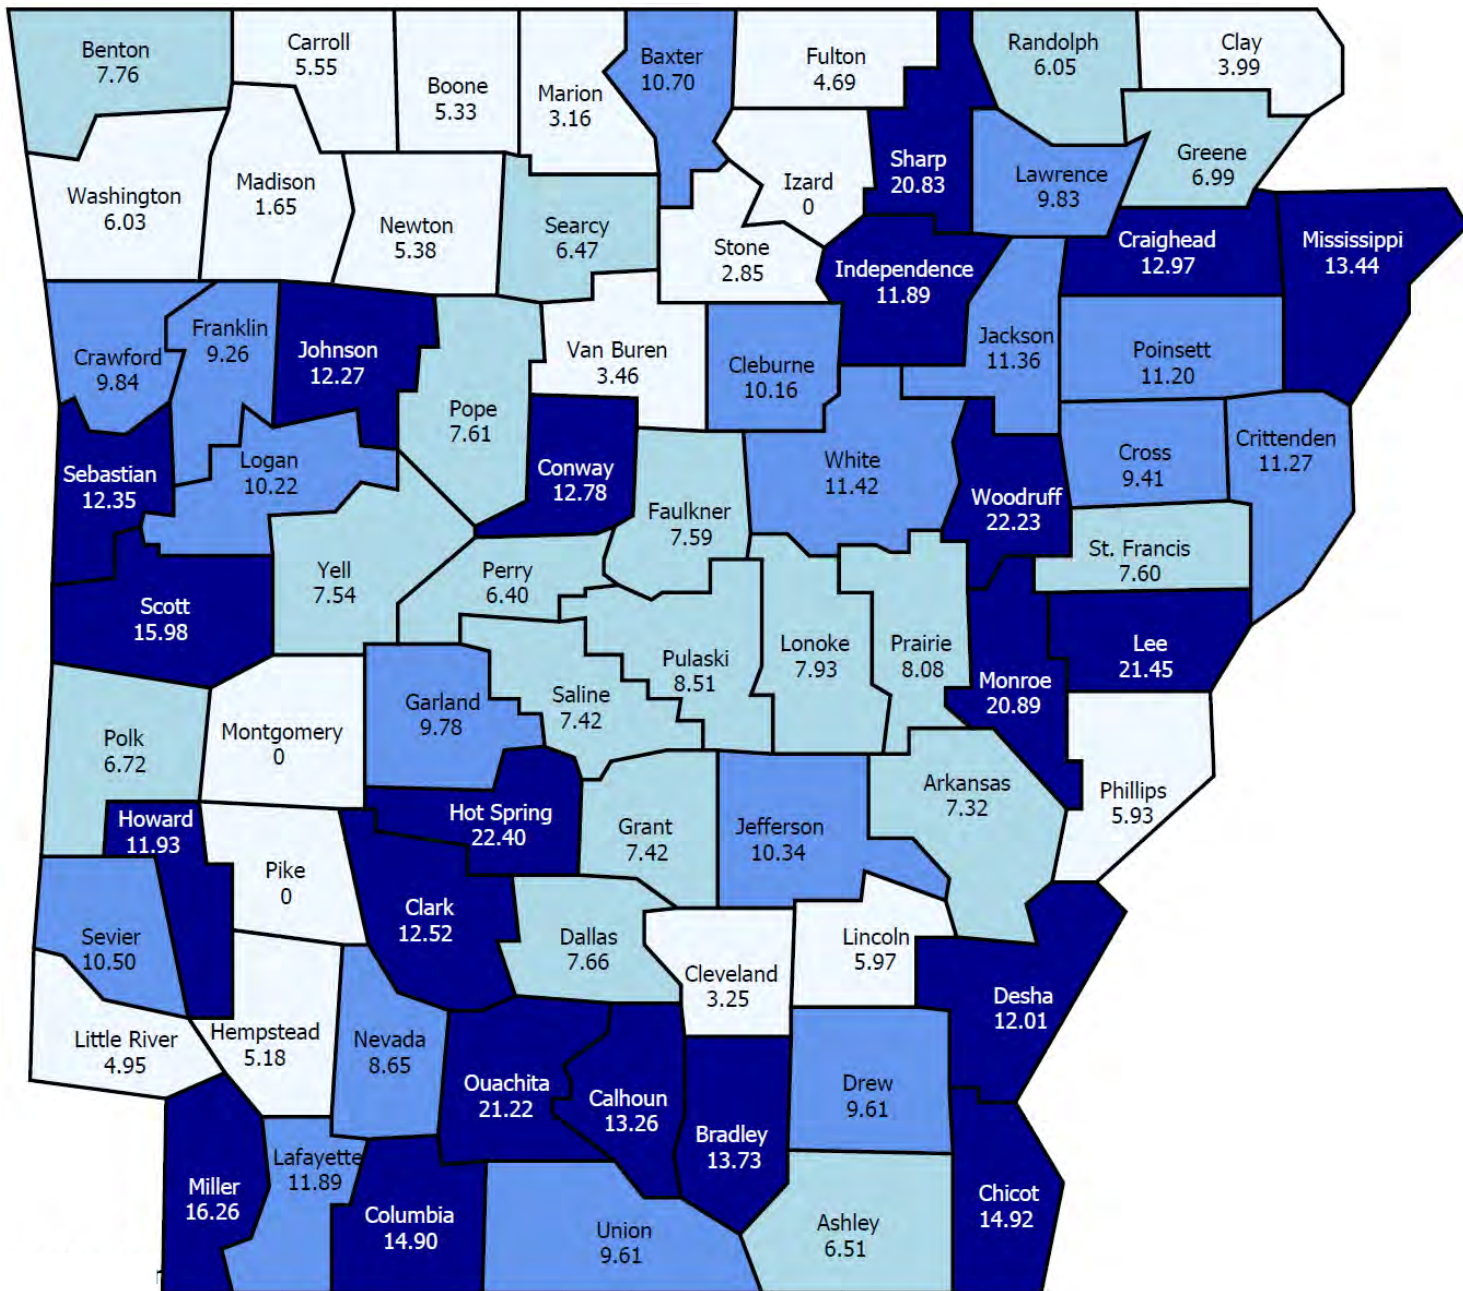 Benton
7.76
Carroll
5.55
Boone
5.33
Marion
3.16
Baxter
10.70
Fulton
4.69
Randolph
6.05
Clay
3.99
Washington
6.03
Madison
1.65
Newton
5.38
Searcy
6.47
Stone
2.85
Izard
0
Sharp
20.83
Lawrence
9.83
Greene
6.99
Independence
11.89
Craighead
12.97
Mississippi
13.44
Crawford
9.84
Franklin
9.26
Johnson
12.27
Pope
7.61
Van Buren
3.46
Cleburne
10.16
Jackson
11.36
Poinsett
11.20
Sebastian
12.35
Logan
10.22
Conway
12.78
Faulkner
7.59
White
11.42
Woodruff
22.23
Cross
9.41
Crittenden
11.27
Scott
15.98
Yell
7.54
Perry
6.40
St. Francis
7.60
Pulaski
8.51
Lonoke
7.93
Prairie
8.08
Monroe
20.89
Lee
21.45
Polk
6.72
Montgomery
0
Garland
9.78
Saline
7.42
Howard
11.93
Pike
0
Hot Spring
22.40
Grant
7.42
Jefferson
10.34
Arkansas
7.32
Phillips
5.93
Sevier
10.50
Clark
12.52
Dallas
7.66
Cleveland
3.25
Lincoln
5.97
Desha
12.01
Little River
4.95
Hempstead
5.18
Nevada
8.65
Ouachita
21.22
Calhoun
13.26
Bradley
13.73
Drew
9.61
Miller
16.26
Lafayette
11.89
Columbia
14.90
Union
9.61
Ashley
6.51
Chicot
14.92